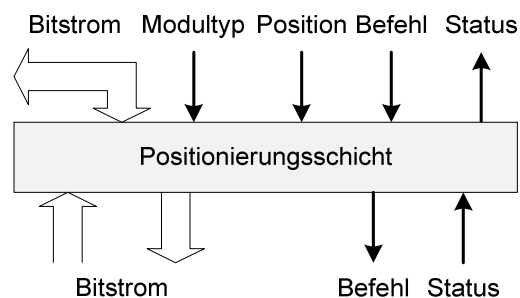 Bitstrom Modultyp Position Befehl Status
Positionierungsschicht
Bitstrom Befehl Status